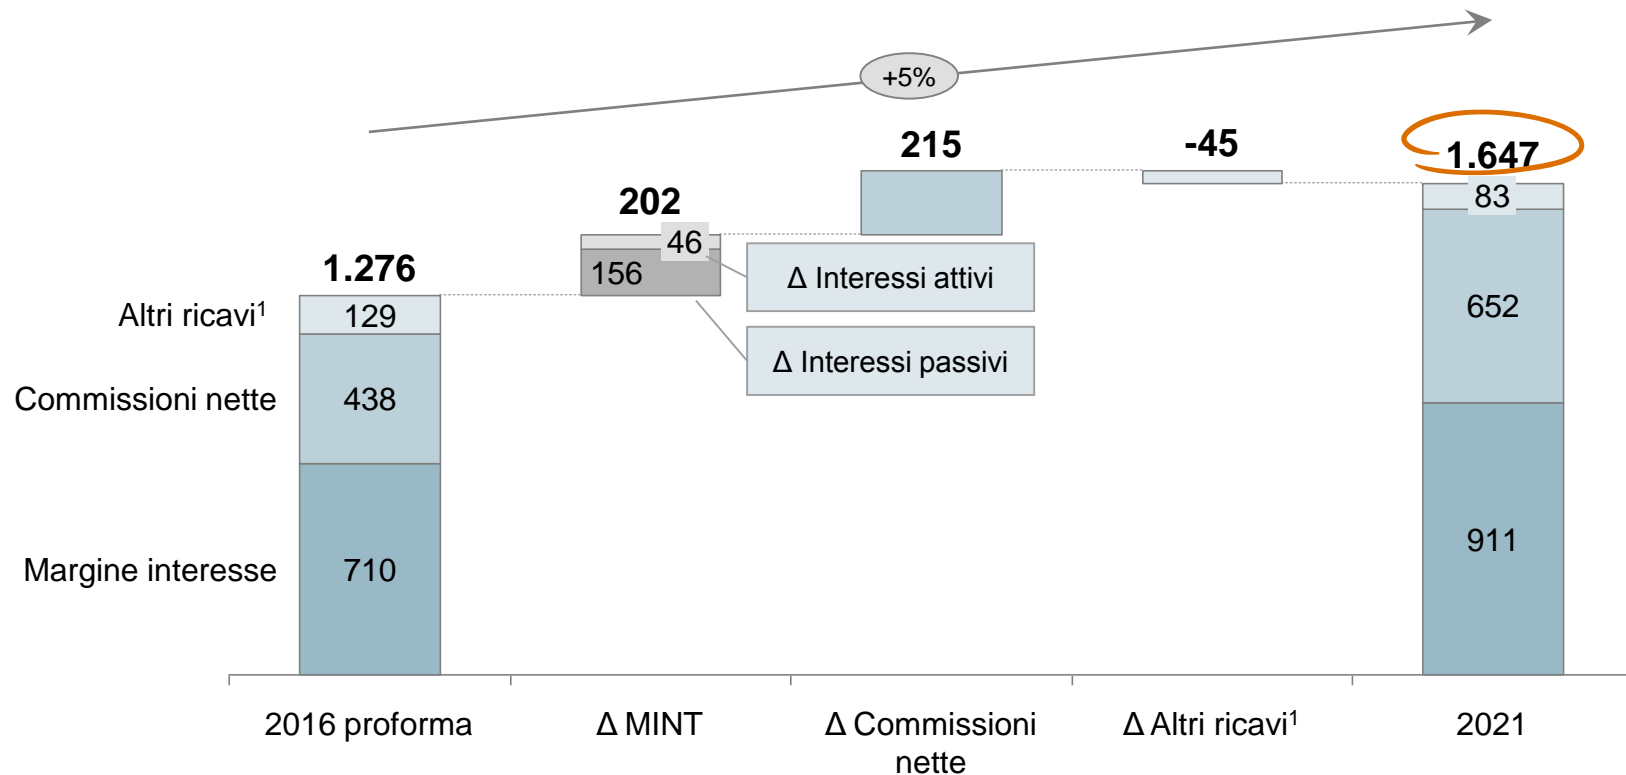 +5%
1.276
202
215
-45
1.647
Altri ricavi¹
Commissioni nette
Margine interesse
129
438
710
46
156
Δ Interessi attivi
Δ Interessi passivi
83
652
911
2016 proforma
Δ MINT
Δ Commissioni
nette
Δ Altri ricavi¹
2021